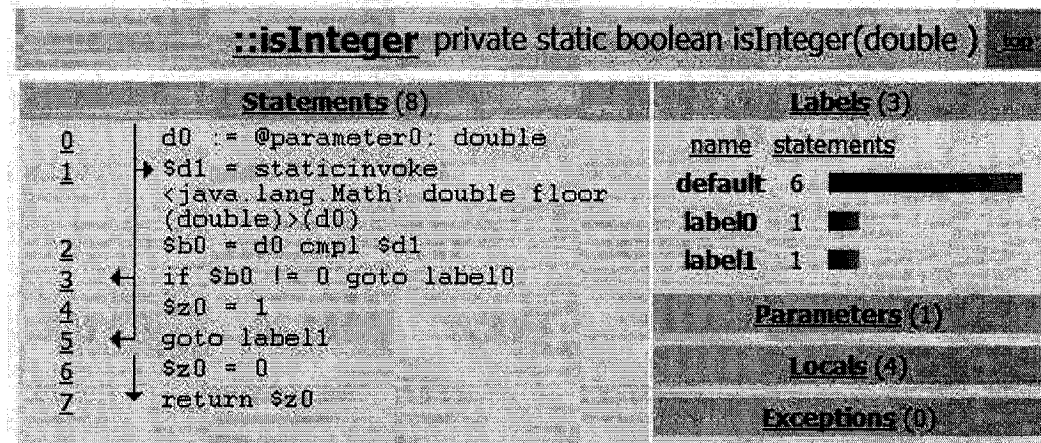 ::isInteger private static boolean isInteger(double ) top
Statements (8)
0 d0 := @parameter0: double
1 $d1 = staticinvoke
<java.lang.Math: double floor
(double)>(d0)
2 $b0 = d0 cmpl $d1
3 if $b0 != 0 goto label0
4 $z0 = 1
5 goto label1
6 $z0 = 0
7 return $z0
Labels (3)
name statements
default 6
label0 1
label1 1
Parameters (1)
Locals (4)
Exceptions (0)